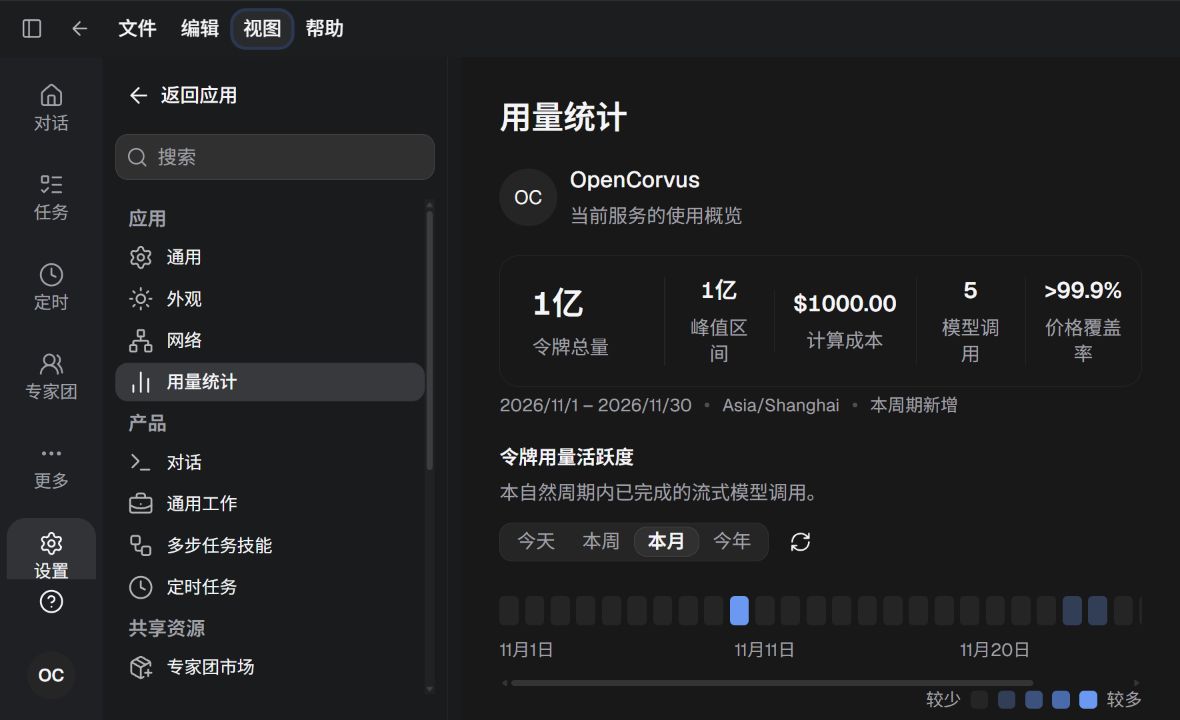 文件 编辑 视图 帮助
对话
任务
定时
专家团
更多
设置
OC
返回应用
搜索
应用
通用
外观
网络
用量统计
产品
对话
通用工作
多步任务技能
定时任务
共享资源
专家团市场
用量统计
OC
OpenCorvus
当前服务的使用概览
1亿
令牌总量
1亿
峰值区
间
$1000.00
计算成本
5
模型调
用
>99.9%
价格覆盖
率
2026/11/1 – 2026/11/30 • Asia/Shanghai • 本周期新增
令牌用量活跃度
本自然周期内已完成的流式模型调用。
今天 本周 本月 今年
11月1日 11月11日 11月20日
较少 较多